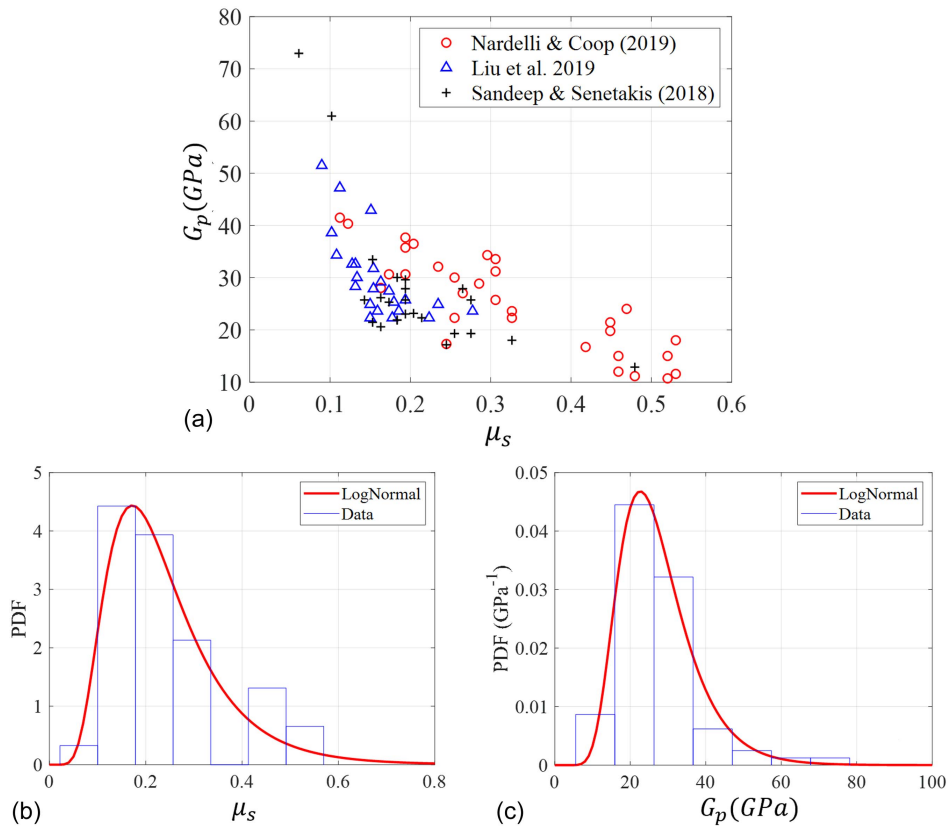 80
70
60
50
40
30
20
10
G_p(GPa)
Nardelli & Coop (2019)
Liu et al. 2019
Sandeep & Senetakis (2018)
0 0.1 0.2 0.3 0.4 0.5 0.6
μ_s
(a)
5
4
3
2
1
0
PDF
LogNormal
Data
0 0.2 0.4 0.6 0.8
μ_s
(b)
0.05
0.04
0.03
0.02
0.01
0
PDF (GPa⁻¹)
LogNormal
Data
0 20 40 60 80 100
G_p(GPa)
(c)